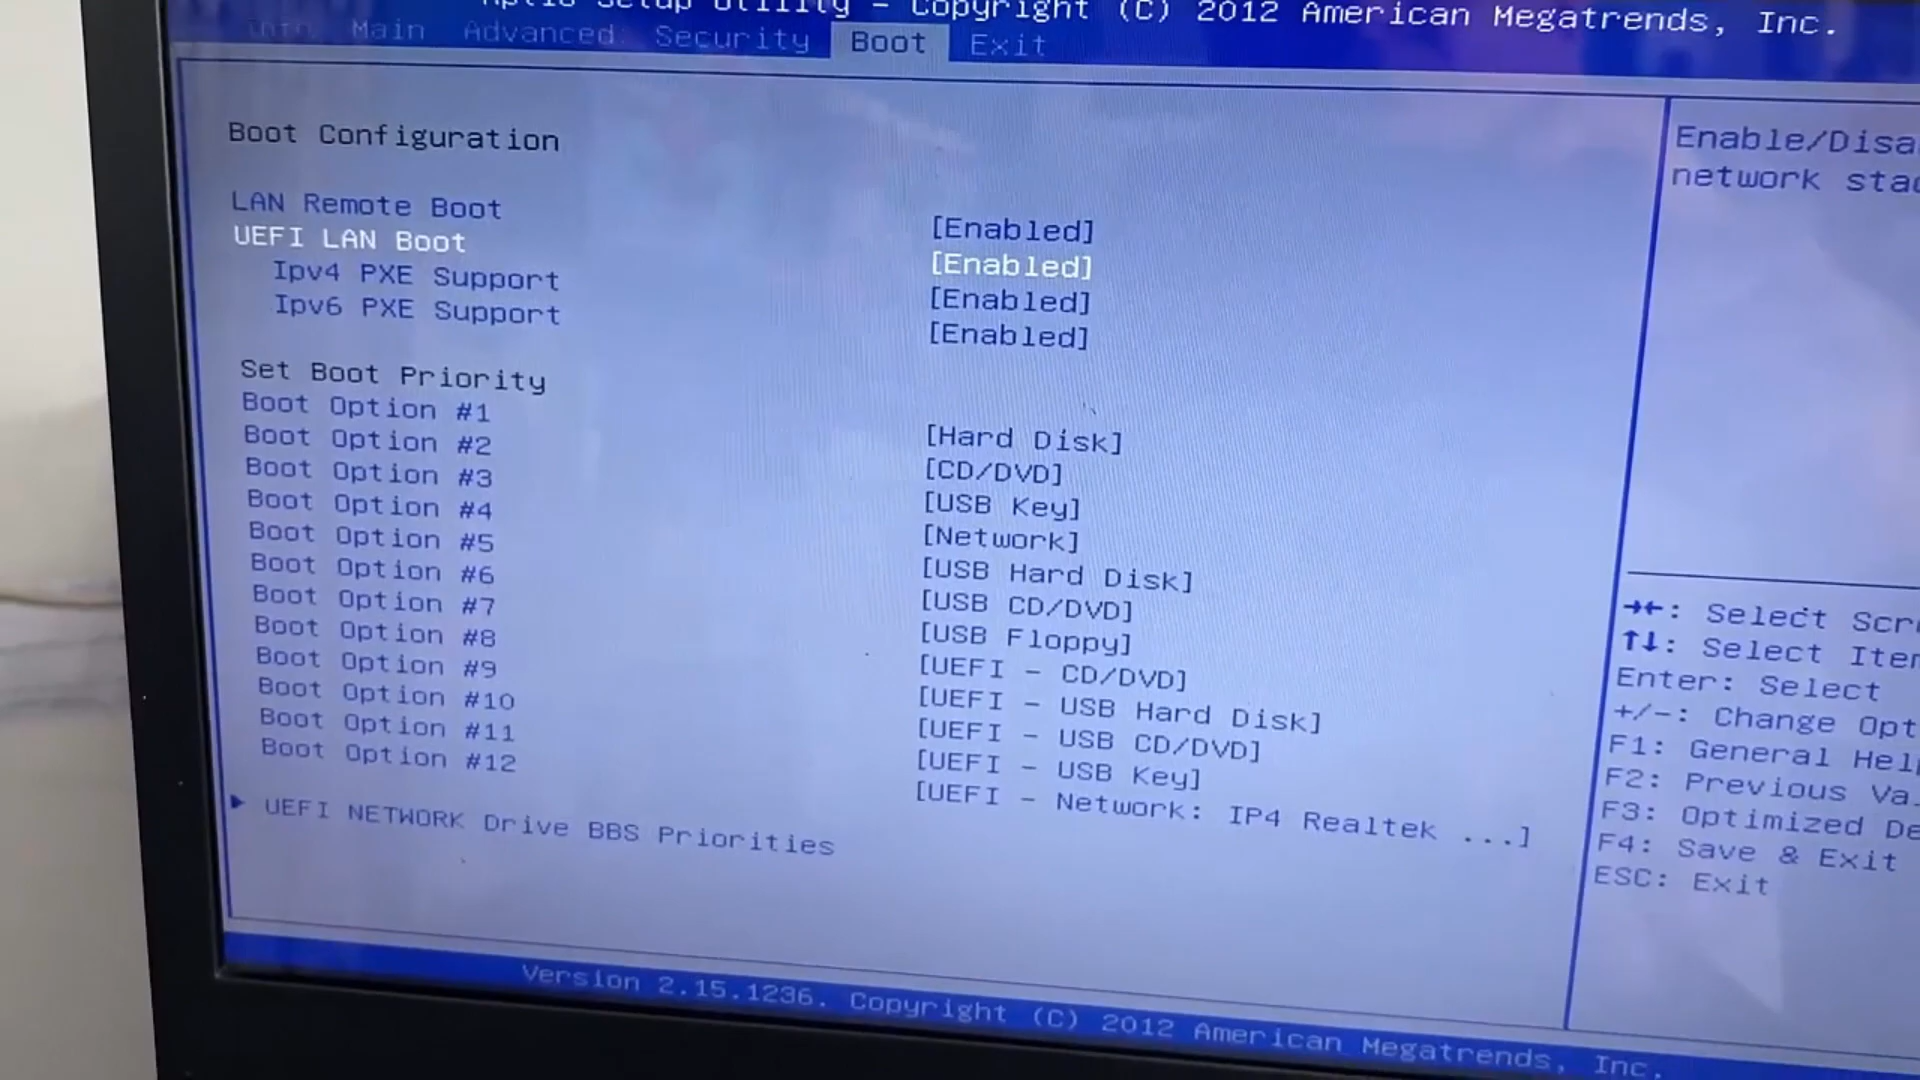 Aptio Setup Utility - Copyright (C) 2012 American Megatrends, Inc.
Info Main Advanced Security Boot Exit
Boot Configuration
LAN Remote Boot [Enabled]
UEFI LAN Boot [Enabled]
Ipv4 PXE Support [Enabled]
Ipv6 PXE Support [Enabled]
Set Boot Priority
Boot Option #1 [Hard Disk]
Boot Option #2 [CD/DVD]
Boot Option #3 [USB Key]
Boot Option #4 [Network]
Boot Option #5 [USB Hard Disk]
Boot Option #6 [USB CD/DVD]
Boot Option #7 [USB Floppy]
Boot Option #8 [UEFI - CD/DVD]
Boot Option #9 [UEFI - USB Hard Disk]
Boot Option #10 [UEFI - USB CD/DVD]
Boot Option #11 [UEFI - USB Key]
Boot Option #12 [UEFI - Network: IP4 Realtek ...]
UEFI NETWORK Drive BBS Priorities
Enable/Disa
network stac
→←: Select Scr
↑↓: Select Item
Enter: Select
+/-: Change Opt
F1: General Help
F2: Previous Va
F3: Optimized De
F4: Save & Exit
ESC: Exit
Version 2.15.1236. Copyright (C) 2012 American Megatrends, Inc.